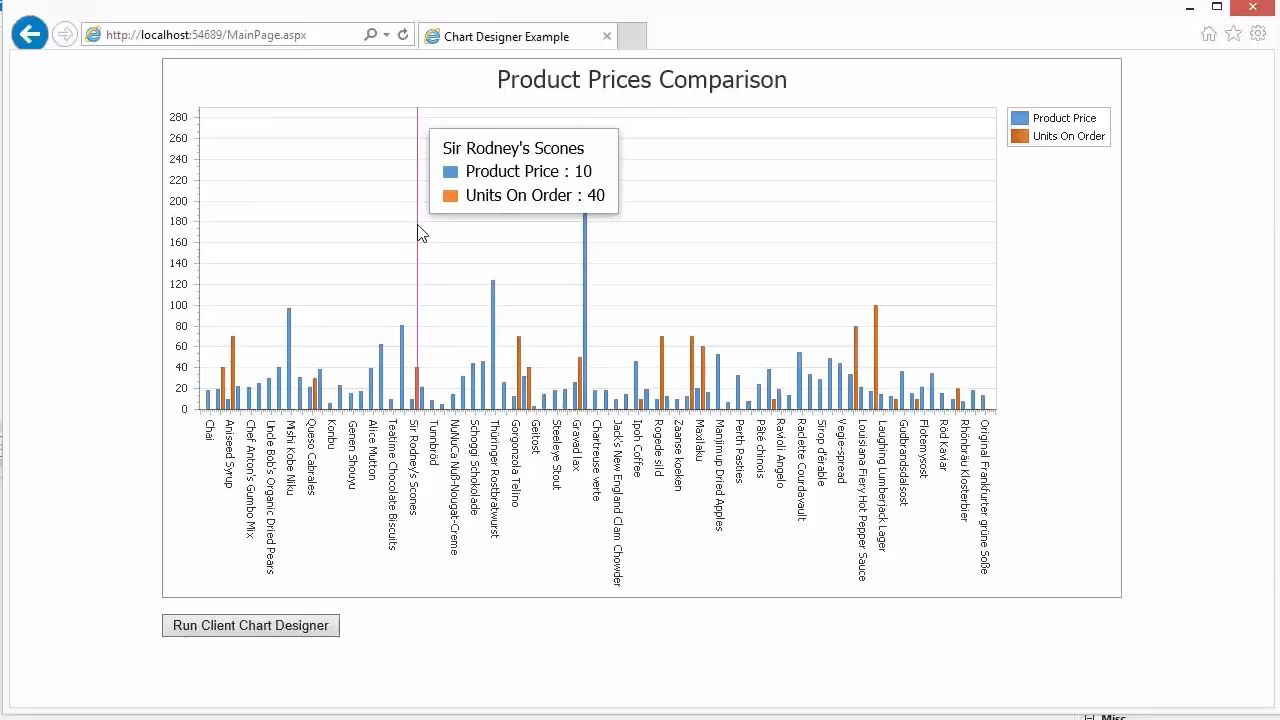 http://localhost:54689/MainPage.aspx
Chart Designer Example
Product Prices Comparison
Product Price
Units On Order
Sir Rodney's Scones
Product Price : 10
Units On Order : 40
280
260
240
220
200
180
160
140
120
100
80
60
40
20
0
Chai
Aniseed Syrup
Chef Anton's Gumbo Mix
Uncle Bob's Organic Dried Pears
Mishi Kobe Niku
Queso Cabrales
Konbu
Genen Shouyu
Alice Mutton
Teatime Chocolate Biscuits
Sir Rodney's Scones
Tunnbröd
NuNuCa Nuß-Nougat-Creme
Schoggi Schokolade
Thüringer Rostbratwurst
Gorgonzola Telino
Geitost
Steeleye Stout
Gravad lax
Chartreuse verte
Jack's New England Clam Chowder
Ipoh Coffee
Rogede sild
Zaanse koeken
Maxilaku
Manjimup Dried Apples
Perth Pasties
Pâté chinois
Ravioli Angelo
Raclette Courdavault
Sirop d'érable
Vegie-spread
Louisiana Fiery Hot Pepper Sauce
Laughing Lumberjack Lager
Gudbrandsdalsost
Fløtemysost
Röd Kaviar
Rhönbräu Klosterbier
Original Frankfurter grüne Soße
Run Client Chart Designer
Misc